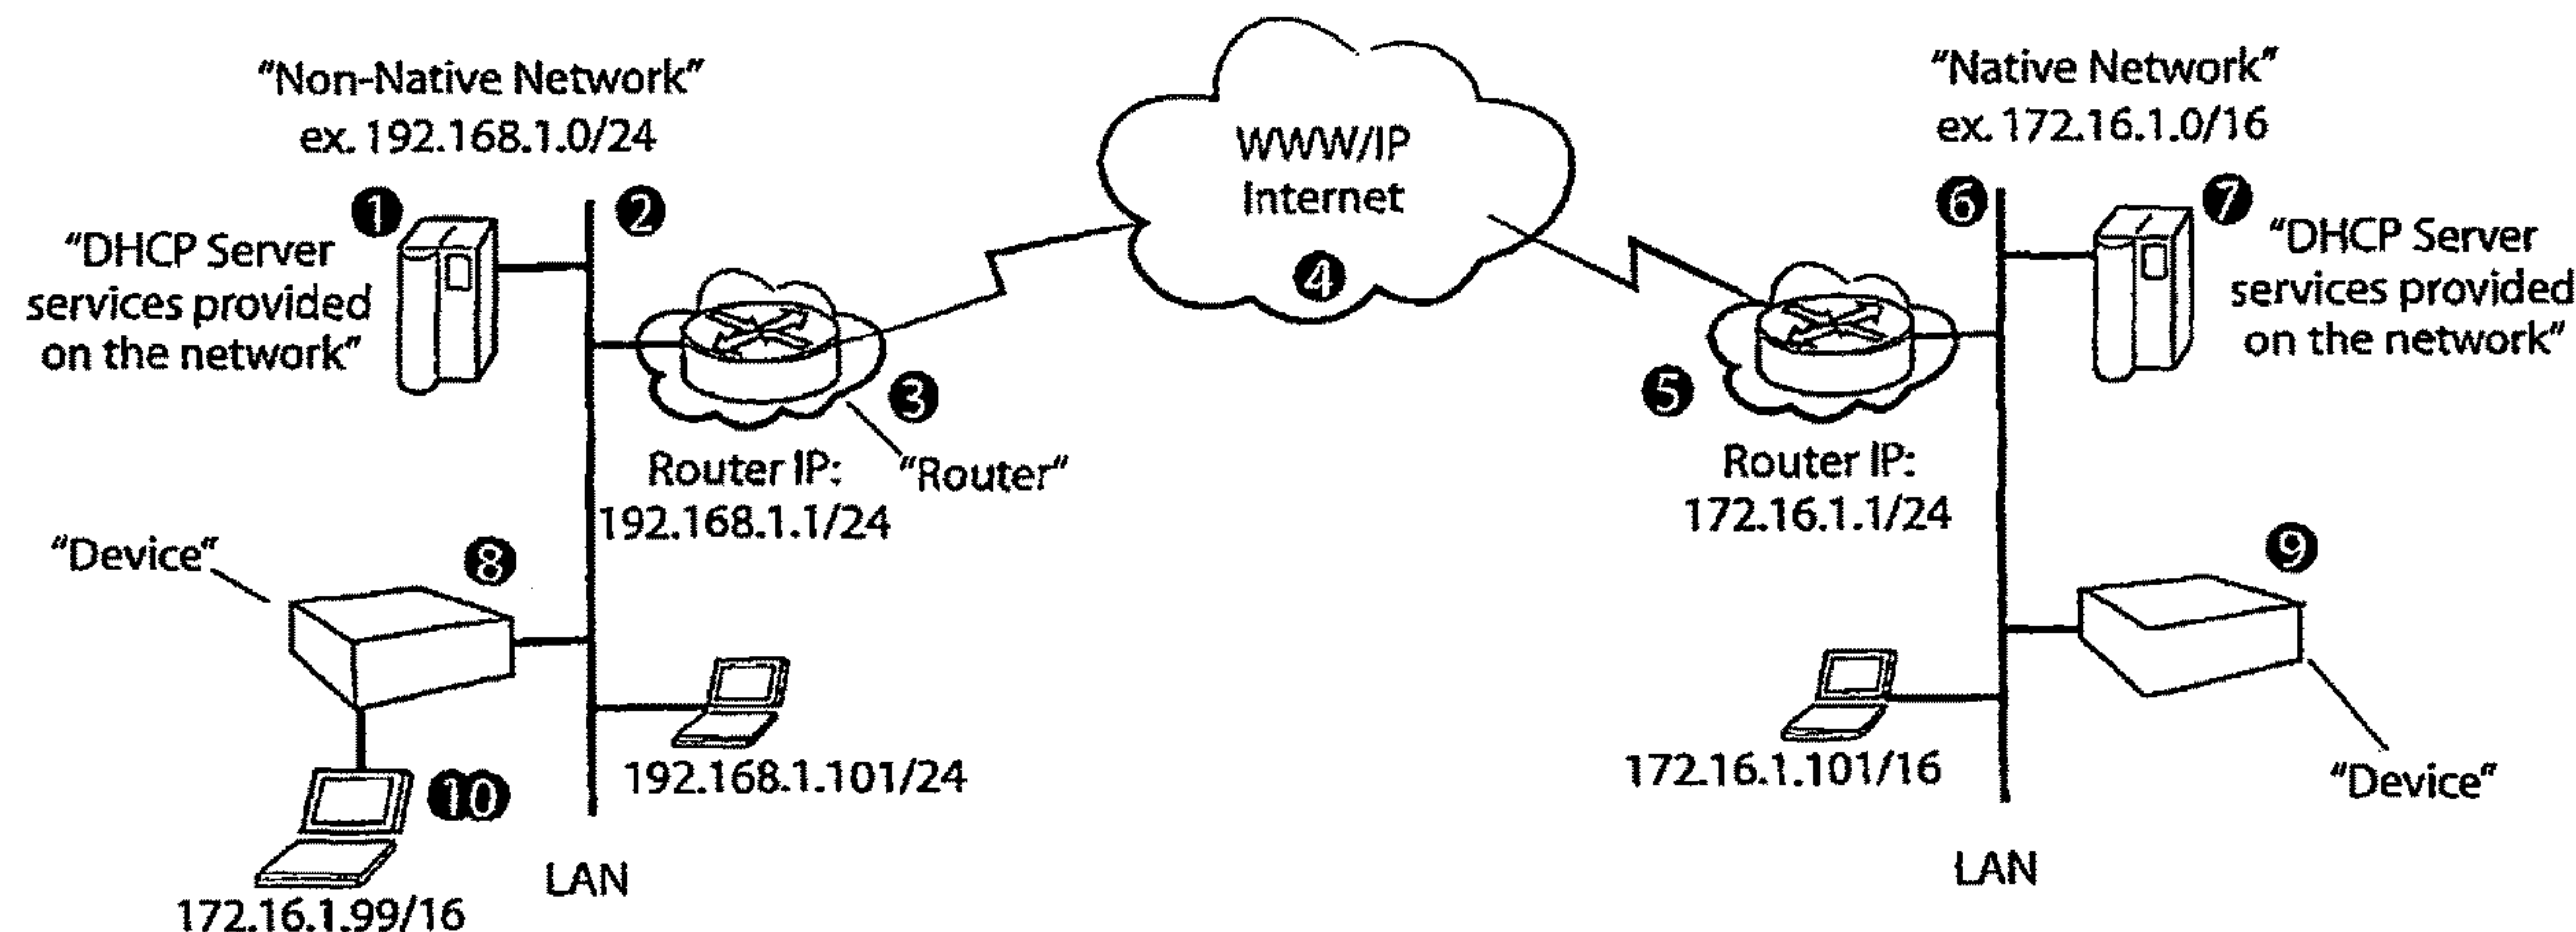 “Non-Native Network”
ex. 192.168.1.0/24
“Native Network”
ex. 172.16.1.0/16
WWW/IP
Internet
4
1
2
“DHCP Server
services provided
on the network”
3
Router IP:
192.168.1.1/24
“Router”
6
7
“DHCP Server
services provided
on the network”
5
Router IP:
172.16.1.1/24
“Device”
8
9
“Device”
192.168.1.101/24
172.16.1.101/16
10
172.16.1.99/16
LAN
LAN